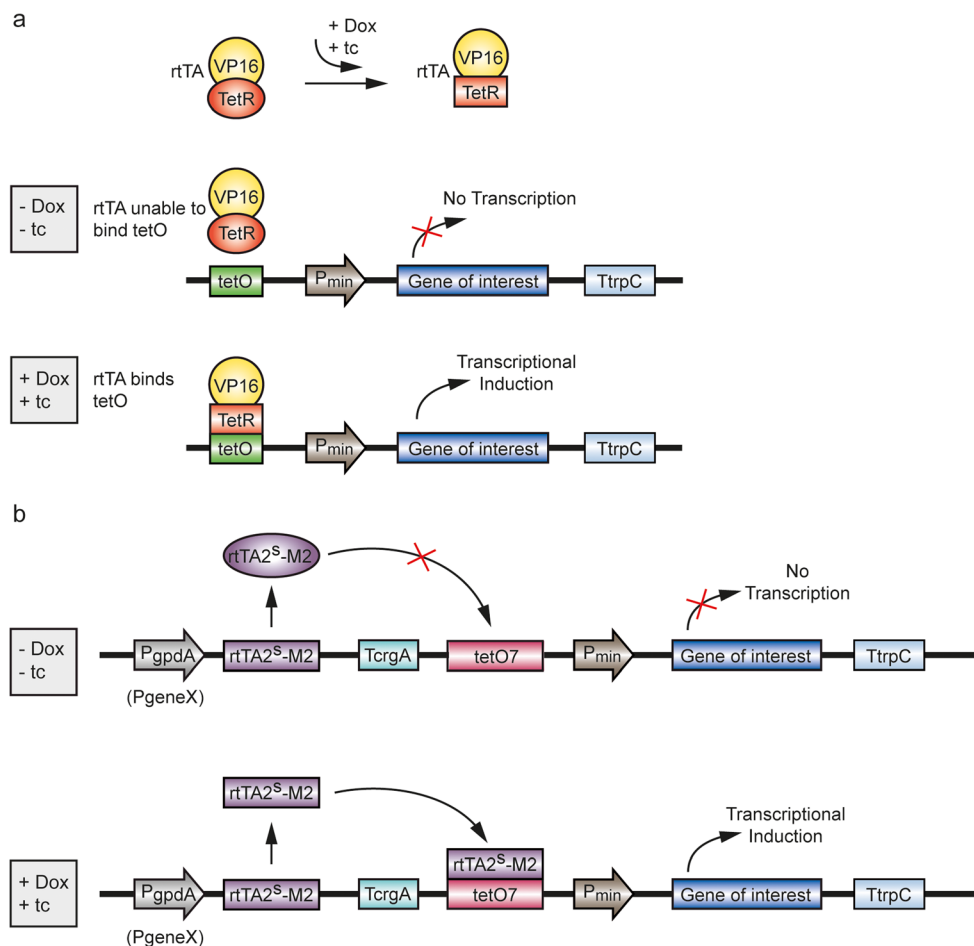 a
+ Dox
+ tc
rtTA
VP16
TetR
rtTA
VP16
TetR
- Dox
- tc
rtTA unable to
bind tetO
VP16
TetR
No Transcription
tetO
Pmin
Gene of interest
TtrpC
+ Dox
+ tc
rtTA binds
tetO
VP16
TetR
tetO
Transcriptional
Induction
Pmin
Gene of interest
TtrpC
b
- Dox
- tc
rtTA2ˢ-M2
No
Transcription
PgpdA
rtTA2ˢ-M2
TcrgA
tetO7
Pmin
Gene of interest
TtrpC
(PgeneX)
+ Dox
+ tc
rtTA2ˢ-M2
Transcriptional
Induction
rtTA2ˢ-M2
PgpdA
rtTA2ˢ-M2
TcrgA
tetO7
Pmin
Gene of interest
TtrpC
(PgeneX)